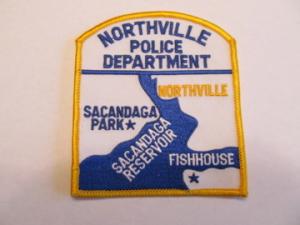 NORTHVILLE
POLICE
DEPARTMENT
NORTHVILLE
SACANDAGA
PARK
SACANDAGA
RESERVOIR
FISHHOUSE